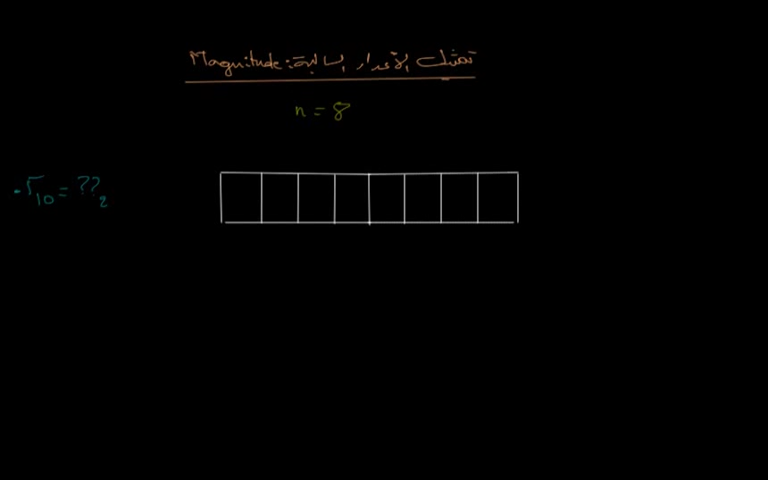 تمثيل الأعداد السالبة: Magnitude
n = 8
-5₁₀ = ??₂